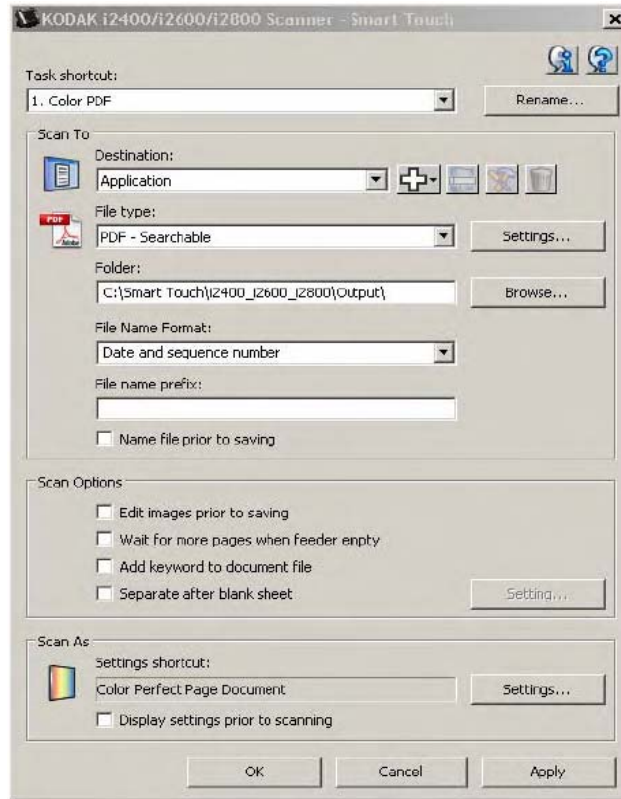 KODAK i2400/i2600/i2800 Scanner - Smart Touch
Task shortcut:
1. Color PDF
Rename...
Scan To
Destination:
Application
File type:
PDF
Adobe
PDF - Searchable
Settings...
Folder:
C:\Smart Touch\i2400_i2600_i2800\Output\
Browse...
File Name Format:
Date and sequence number
File name prefix:
Name file prior to saving
Scan Options
Edit images prior to saving
Wait for more pages when feeder empty
Add keyword to document file
Separate after blank sheet
Setting...
Scan As
Settings shortcut:
Color Perfect Page Document
Settings...
Display settings prior to scanning
OK
Cancel
Apply